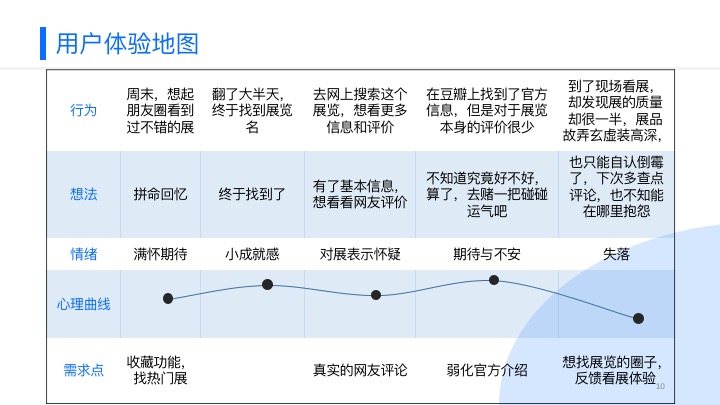 用户体验地图
行为
周末，想起
朋友圈看到
过不错的展
翻了大半天，
终于找到展览
名
去网上搜索这个
展览，想看更多
信息和评价
在豆瓣上找到了官方
信息，但是对于展览
本身的评价很少
到了现场看展，
却发现展的质量
却很一半，展品
故弄玄虚装高深，
想法
拼命回忆
终于找到了
有了基本信息，
想看看网友评价
不知道究竟好不好，
算了，去赌一把碰碰
运气吧
也只能自认倒霉
了，下次多查点
评论，也不知能
在哪里抱怨
情绪
满怀期待
小成就感
对展表示怀疑
期待与不安
失落
心理曲线
需求点
收藏功能，
找热门展
真实的网友评论
弱化官方介绍
想找展览的圈子，
反馈看展体验
10